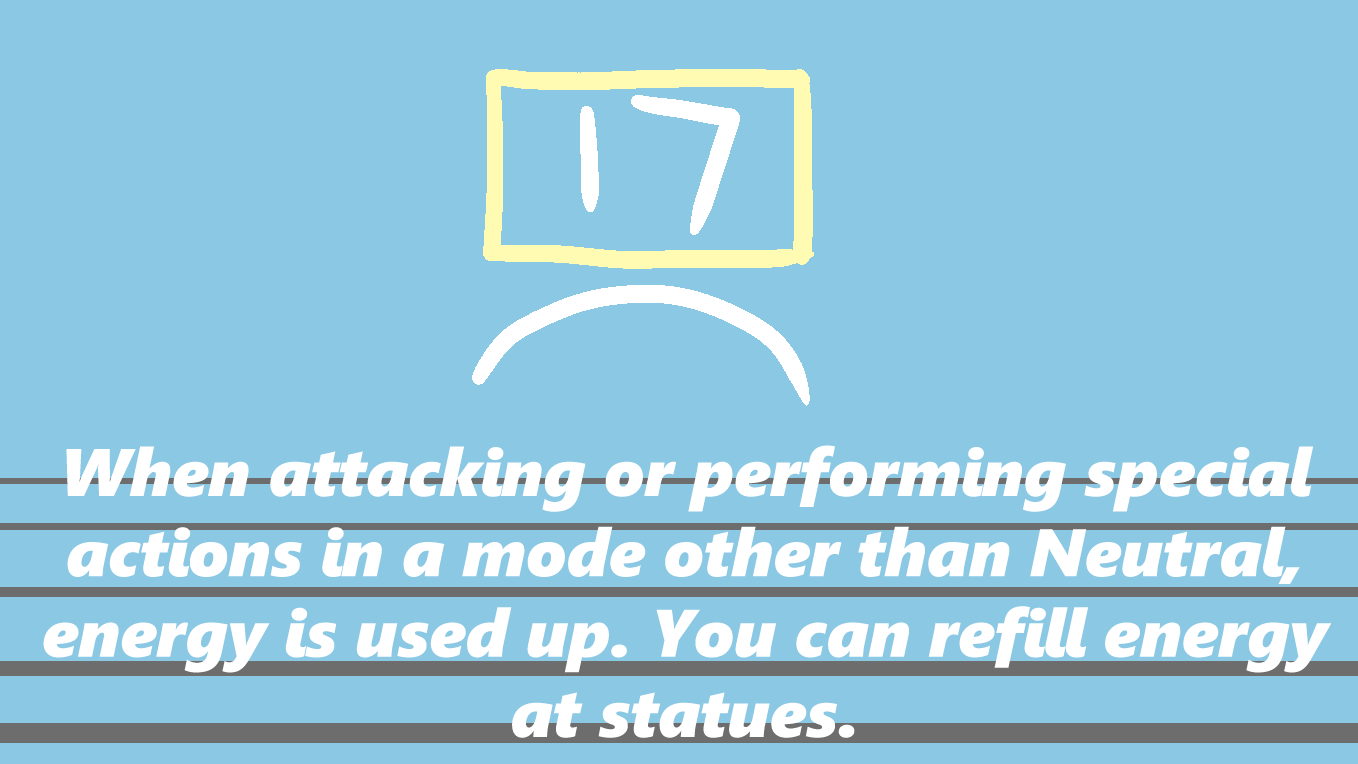 17
When attacking or performing special
actions in a mode other than Neutral,
energy is used up. You can refill energy
at statues.